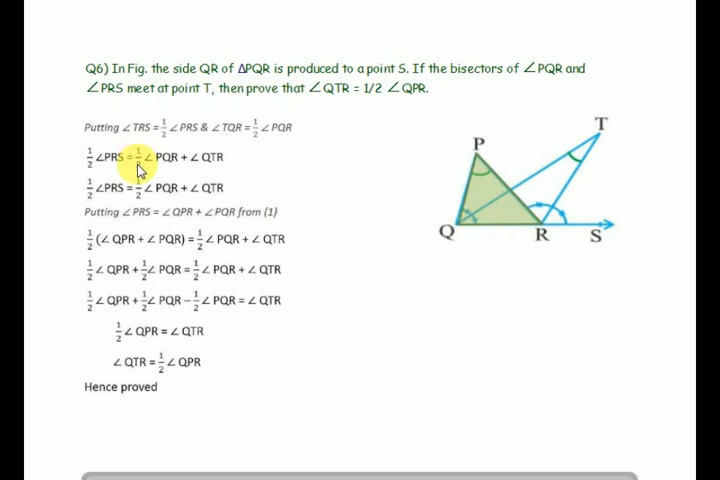 Q6) In Fig. the side QR of ∆PQR is produced to a point S. If the bisectors of ∠PQR and
∠PRS meet at point T, then prove that ∠QTR = 1/2 ∠QPR.
Putting ∠TRS = 1/2 ∠PRS & ∠TQR = 1/2 ∠PQR
1/2 ∠PRS = 1/2 ∠ PQR + ∠ QTR
1/2 ∠PRS = 1/2 ∠ PQR + ∠ QTR
Putting ∠PRS = ∠QPR + ∠PQR from (1)
1/2 (∠ QPR + ∠ PQR) = 1/2 ∠ PQR + ∠ QTR
1/2 ∠ QPR + 1/2 ∠ PQR = 1/2 ∠ PQR + ∠ QTR
1/2 ∠ QPR + 1/2 ∠ PQR − 1/2 ∠ PQR = ∠ QTR
1/2 ∠ QPR = ∠ QTR
∠ QTR = 1/2 ∠ QPR
Hence proved
T
P
Q
R
S